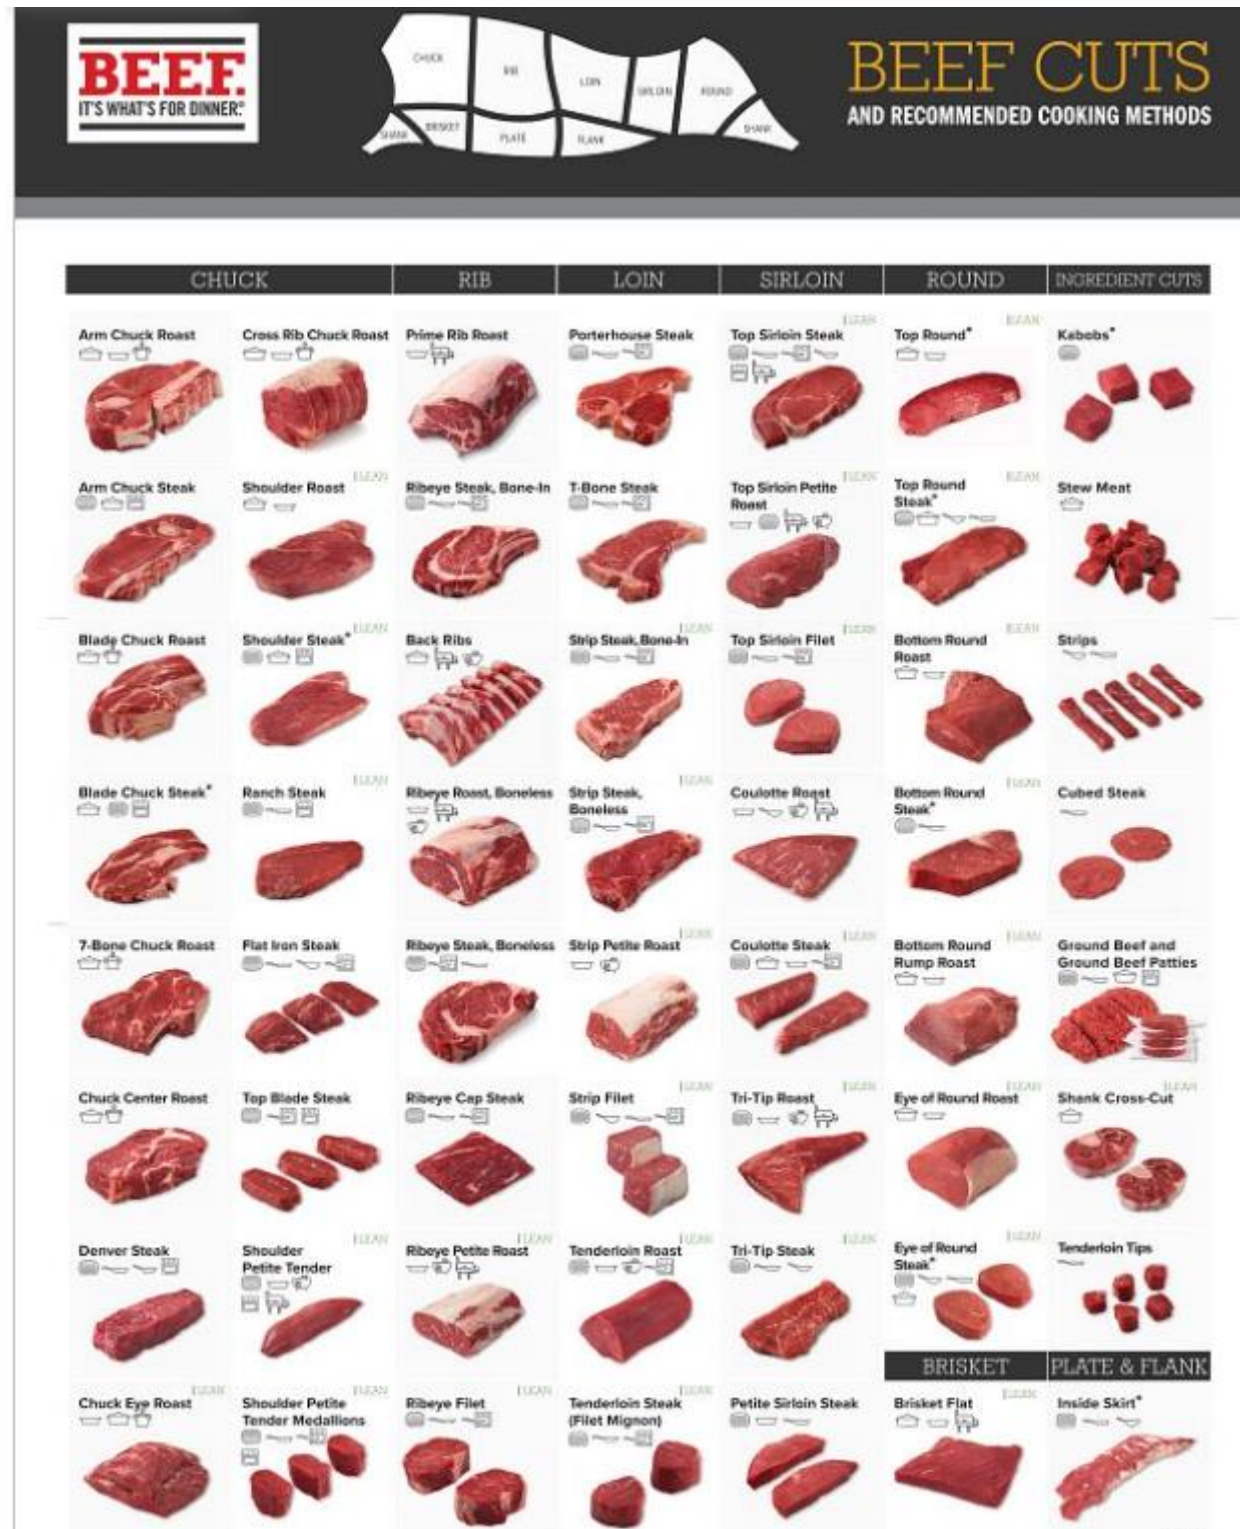 BEEF.
IT'S WHAT'S FOR DINNER.®
CHUCK
RIB
LOIN
SIRLOIN
ROUND
SHANK
BRISKET
PLATE
FLANK
SHANK
BEEF CUTS
AND RECOMMENDED COOKING METHODS
CHUCK
RIB
LOIN
SIRLOIN
ROUND
INGREDIENT CUTS
Arm Chuck Roast
Cross Rib Chuck Roast
Prime Rib Roast
Porterhouse Steak
LEAN
Top Sirloin Steak
LEAN
Top Round*
Kabobs*
Arm Chuck Steak
LEAN
Shoulder Roast
Ribeye Steak, Bone-In
T-Bone Steak
LEAN
Top Sirloin Petite
Roast
LEAN
Top Round
Steak*
Stew Meat
Blade Chuck Roast
LEAN
Shoulder Steak*
Back Ribs
LEAN
Strip Steak, Bone-In
LEAN
Top Sirloin Filet
LEAN
Bottom Round
Roast
Strips
Blade Chuck Steak*
LEAN
Ranch Steak
Ribeye Roast, Boneless
LEAN
Strip Steak,
Boneless
Coulotte Roast
LEAN
Bottom Round
Steak*
Cubed Steak
7-Bone Chuck Roast
Flat Iron Steak
Ribeye Steak, Boneless
LEAN
Strip Petite Roast
LEAN
Coulotte Steak
LEAN
Bottom Round
Rump Roast
Ground Beef and
Ground Beef Patties
Chuck Center Roast
Top Blade Steak
Ribeye Cap Steak
LEAN
Strip Filet
LEAN
Tri-Tip Roast
LEAN
Eye of Round Roast
LEAN
Shank Cross-Cut
Denver Steak
LEAN
Shoulder
Petite Tender
LEAN
Ribeye Petite Roast
LEAN
Tenderloin Roast
LEAN
Tri-Tip Steak
LEAN
Eye of Round
Steak*
Tenderloin Tips
BRISKET
PLATE & FLANK
LEAN
Chuck Eye Roast
LEAN
Shoulder Petite
Tender Medallions
LEAN
Ribeye Filet
LEAN
Tenderloin Steak
(Filet Mignon)
Petite Sirloin Steak
LEAN
Brisket Flat
Inside Skirt*